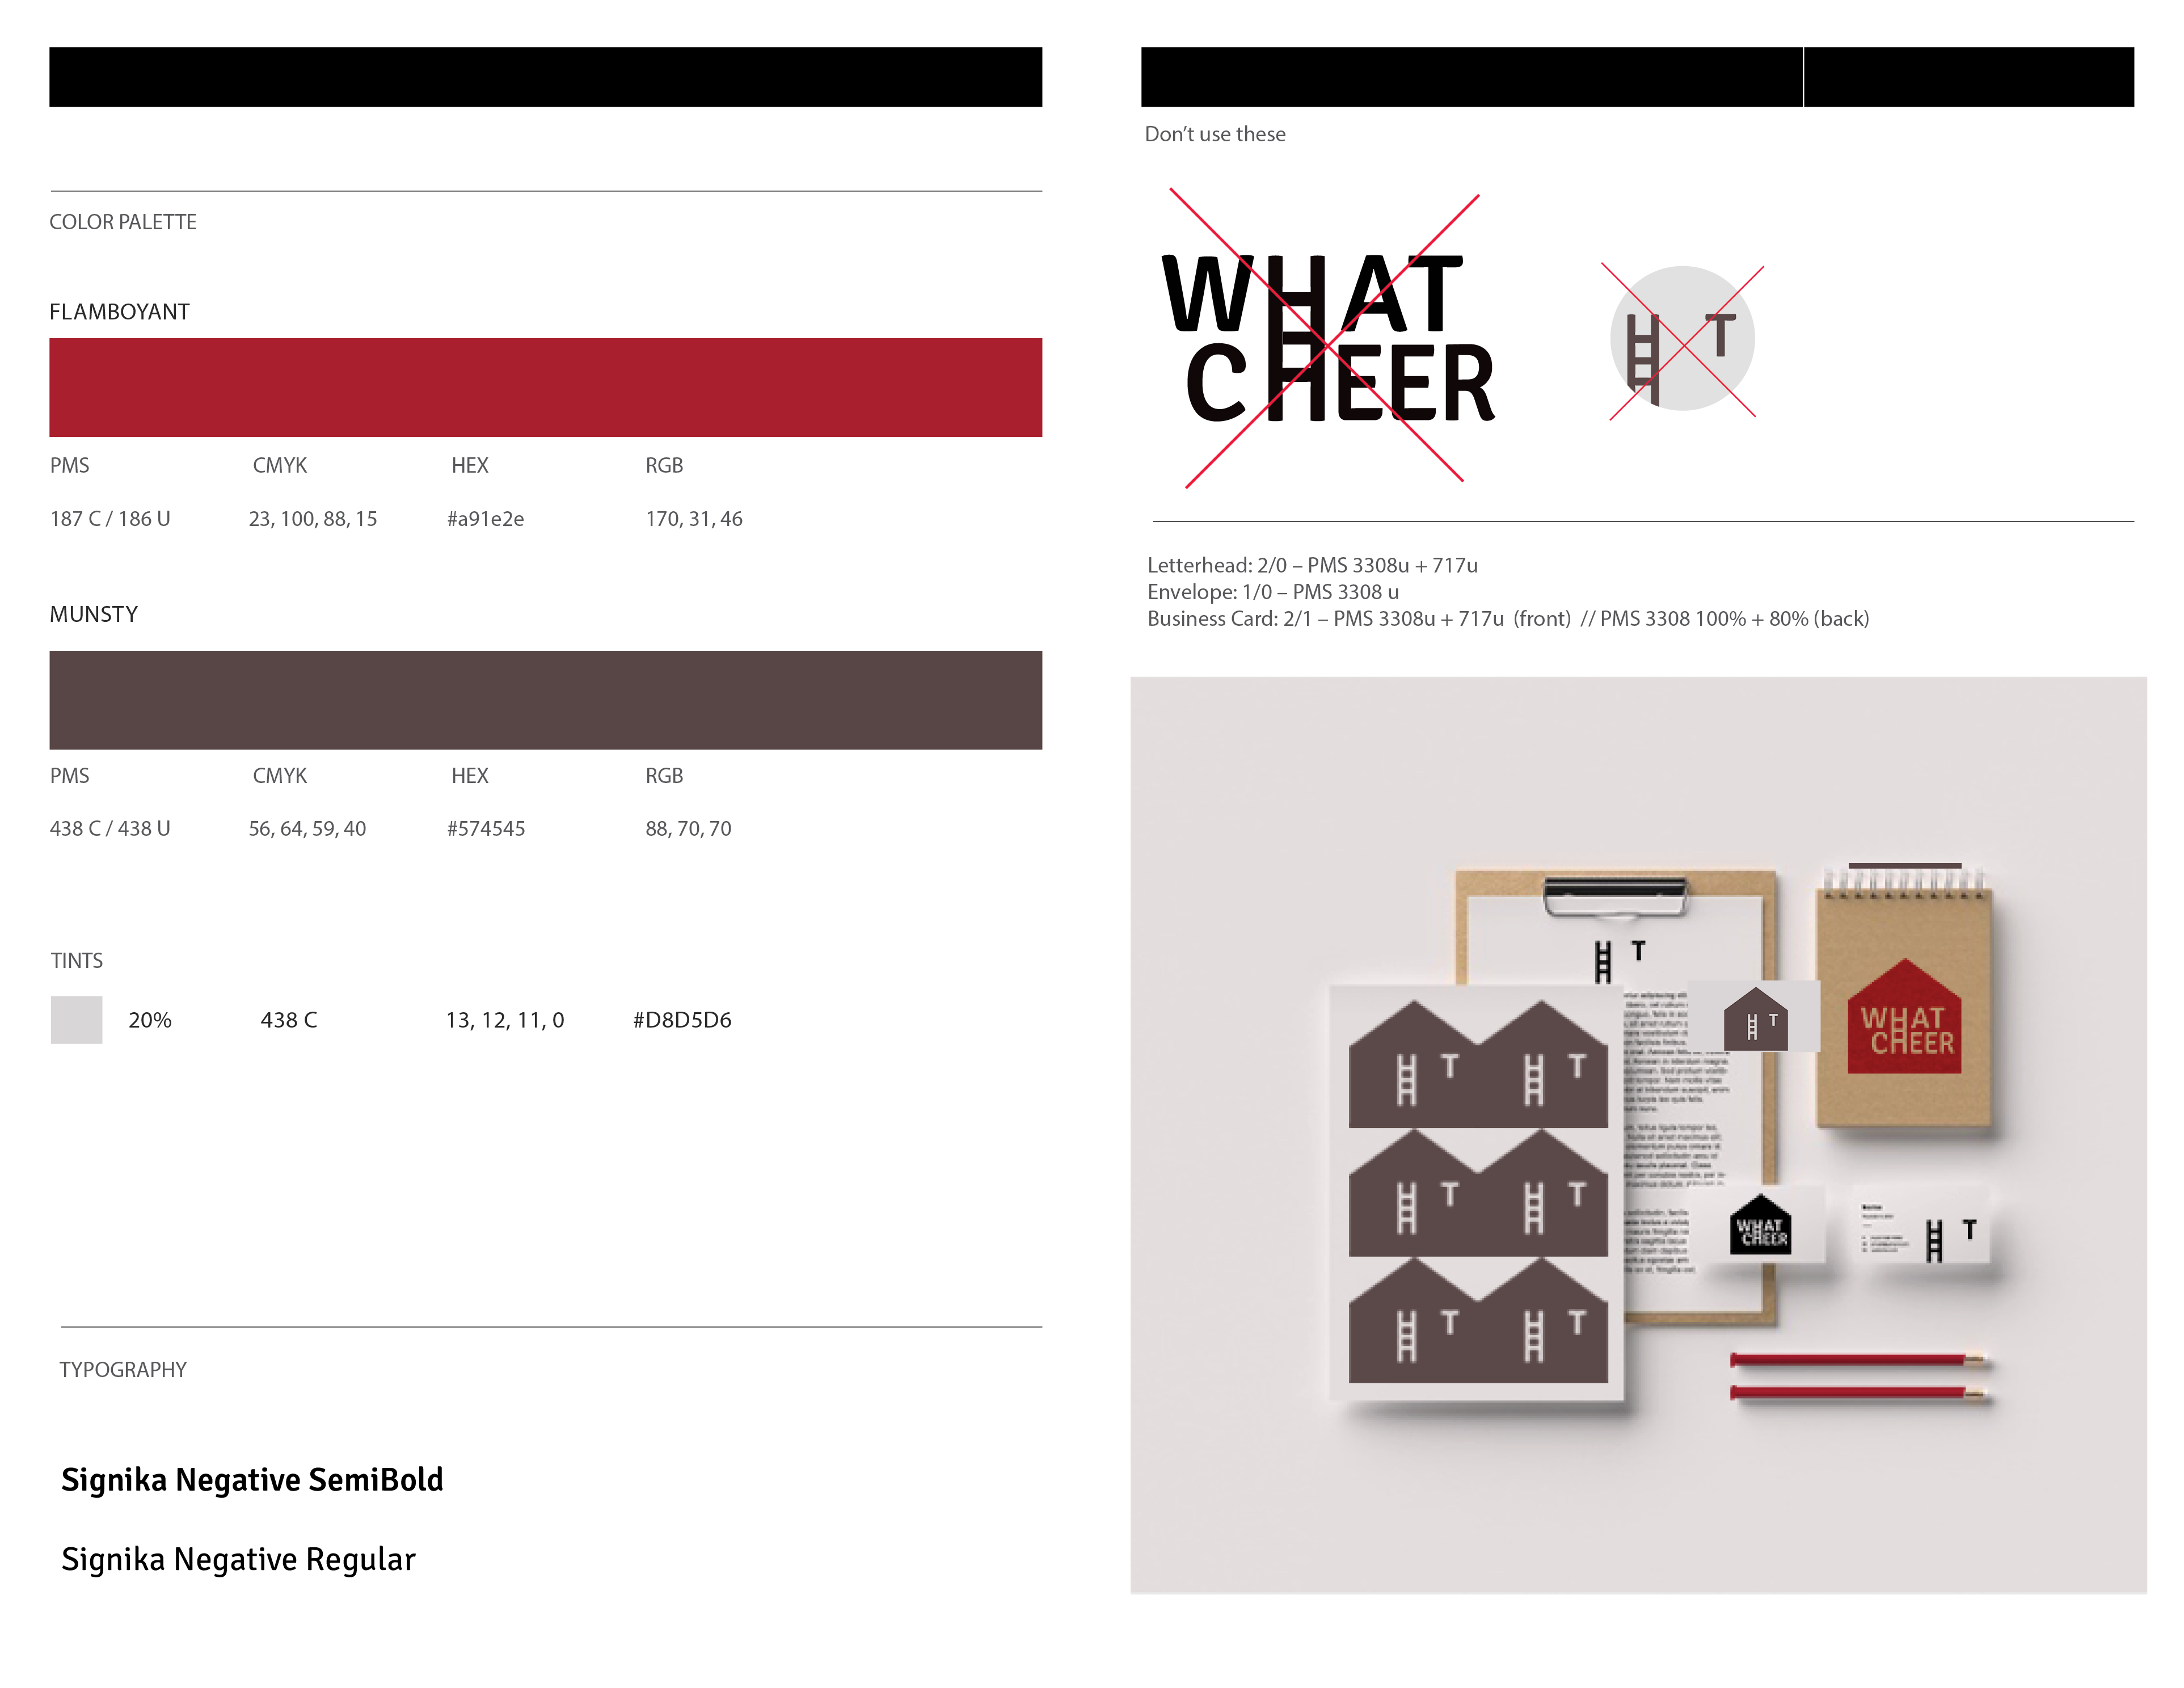 COLOR PALETTE
FLAMBOYANT
PMS CMYK HEX RGB
187 C / 186 U 23, 100, 88, 15 #a91e2e 170, 31, 46
MUNSTY
PMS CMYK HEX RGB
438 C / 438 U 56, 64, 59, 40 #574545 88, 70, 70
TINTS
20% 438 C 13, 12, 11, 0 #D8D5D6
TYPOGRAPHY
Signika Negative SemiBold
Signika Negative Regular
Don’t use these
WHAT
CHEER
H T
Letterhead: 2/0 – PMS 3308u + 717u
Envelope: 1/0 – PMS 3308 u
Business Card: 2/1 – PMS 3308u + 717u (front) // PMS 3308 100% + 80% (back)
H T
H T
WHAT
CHEER
H T H T
H T H T
H T H T
WHAT
CHEER
H T